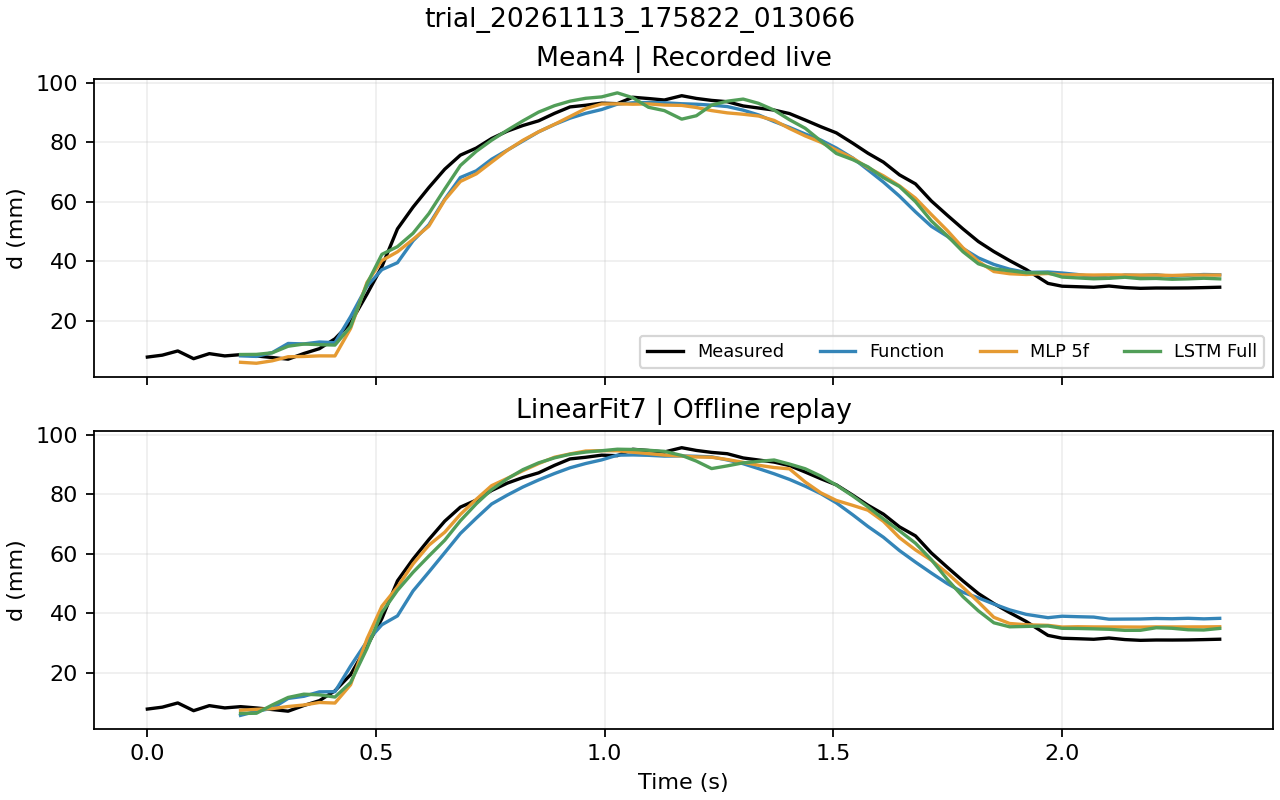 trial_20261113_175822_013066
Mean4 | Recorded live
100
80
60
40
20
d (mm)
Measured
Function
MLP 5f
LSTM Full
LinearFit7 | Offline replay
100
80
60
40
20
d (mm)
0.0
0.5
1.0
1.5
2.0
Time (s)